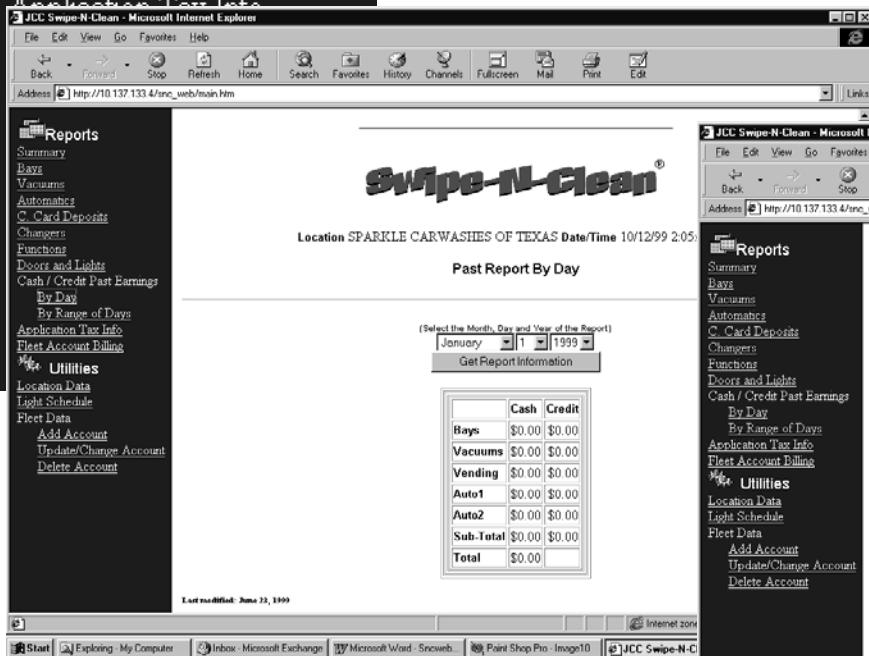 Application Tax Info
JCC Swipe-N-Clean - Microsoft Internet Explorer
File Edit View Go Favorites Help
Back Forward Stop Refresh Home Search Favorites History Channels Fullscreen Mail Print Edit
Address http://10.137.133.4/snc_web/main.htm Links
Reports
Summary
Bays
Vacuums
Automatics
C. Card Deposits
Changers
Functions
Doors and Lights
Cash / Credit Past Earnings
By Day
By Range of Days
Application Tax Info
Fleet Account Billing
Utilities
Location Data
Light Schedule
Fleet Data
Add Account
Update/Change Account
Delete Account
Swipe-N-Clean®
Location SPARKLE CARWASHES OF TEXAS Date/Time 10/12/99 2:05:
Past Report By Day
(Select the Month, Day and Year of the Report)
January 1 1999
Get Report Information
Cash Credit
Bays $0.00 $0.00
Vacuums $0.00 $0.00
Vending $0.00 $0.00
Auto1 $0.00 $0.00
Auto2 $0.00 $0.00
Sub-Total $0.00 $0.00
Total $0.00
Last modified: June 23, 1999
Internet zone
JCC Swipe-N-Clean - Microsoft
File Edit View Go Favorites
Back Forward Stop
Address http://10.137.133.4/snc_
Reports
Summary
Bays
Vacuums
Automatics
C. Card Deposits
Changers
Functions
Doors and Lights
Cash / Credit Past Earnings
By Day
By Range of Days
Application Tax Info
Fleet Account Billing
Utilities
Location Data
Light Schedule
Fleet Data
Add Account
Update/Change Account
Delete Account
Start Exploring - My Computer Inbox - Microsoft Exchange Microsoft Word - Sncweb... Paint Shop Pro - Image10 JCC Swipe-N-Cl